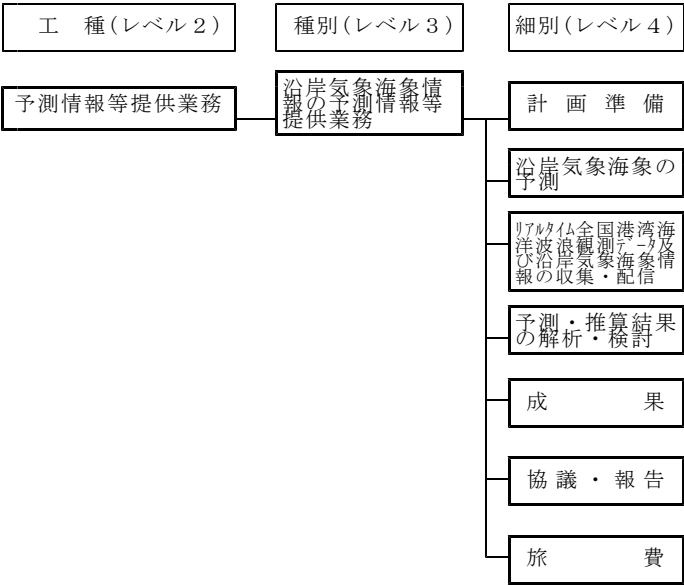 工　種(レベル２)
種別(レベル３)
細別(レベル４)
予測情報等提供業務
沿岸気象海象情
報の予測情報等
提供業務
計　画　準　備
沿岸気象海象の
予測
ﾘｱﾙﾀｲﾑ全国港湾海
洋波浪観測ﾃﾞｰﾀ及
び沿岸気象海象情
報の収集・配信
予測・推算結果
の解析・検討
成　　　　　果
協議・報告
旅　　　　　費